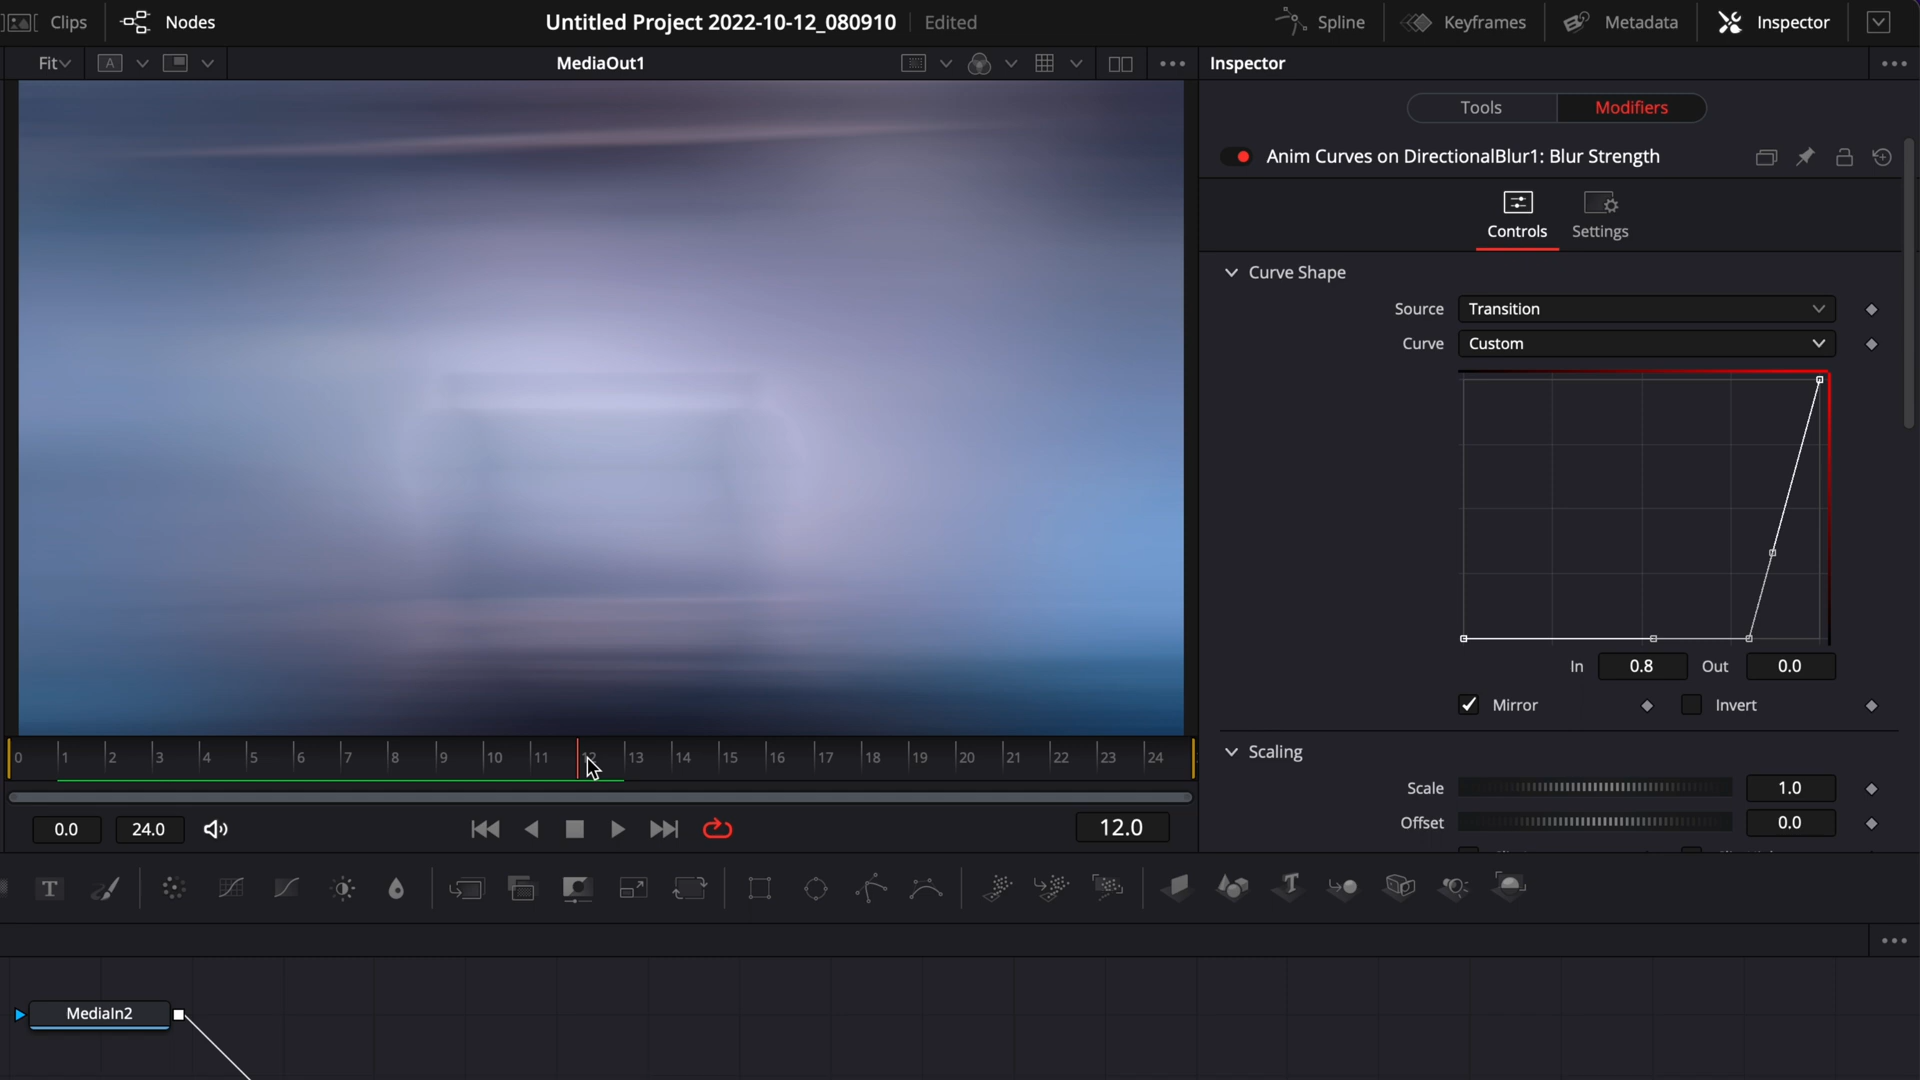 Clips Nodes Untitled Project 2022-10-12_080910 Edited Spline Keyframes Metadata Inspector
Fit A MediaOut1 Inspector
Tools Modifiers
Anim Curves on DirectionalBlur1: Blur Strength
Controls Settings
Curve Shape
Source Transition
Curve Custom
In 0.8 Out 0.0
Mirror Invert
Scaling
0 1 2 3 4 5 6 7 8 9 10 11 12 13 14 15 16 17 18 19 20 21 22 23 24
Scale 1.0
Offset 0.0
0.0 24.0 12.0
T T
MediaIn2